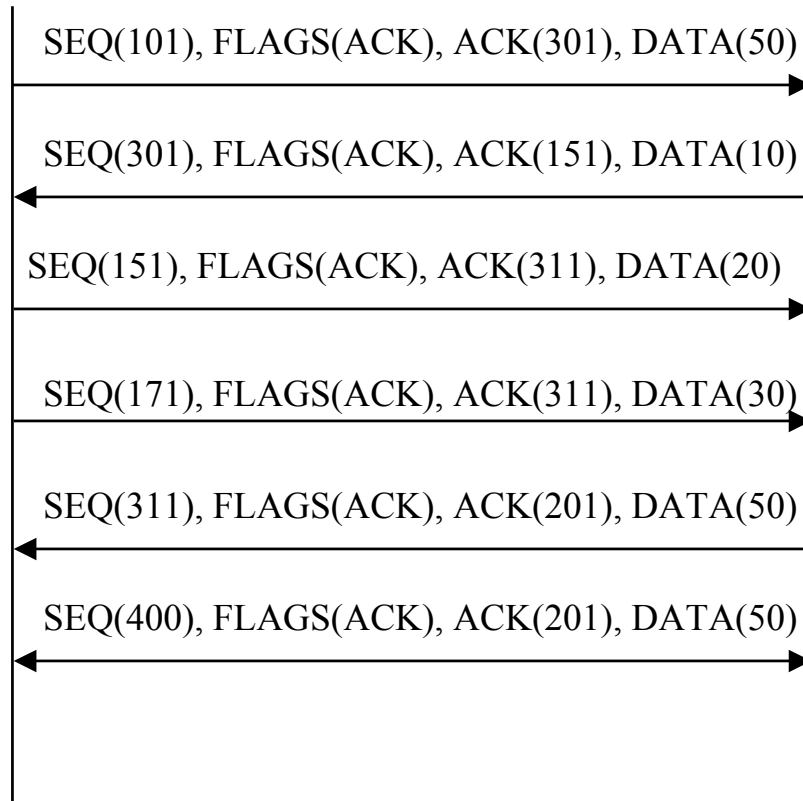 SEQ(101), FLAGS(ACK), ACK(301), DATA(50)
SEQ(301), FLAGS(ACK), ACK(151), DATA(10)
SEQ(151), FLAGS(ACK), ACK(311), DATA(20)
SEQ(171), FLAGS(ACK), ACK(311), DATA(30)
SEQ(311), FLAGS(ACK), ACK(201), DATA(50)
SEQ(400), FLAGS(ACK), ACK(201), DATA(50)